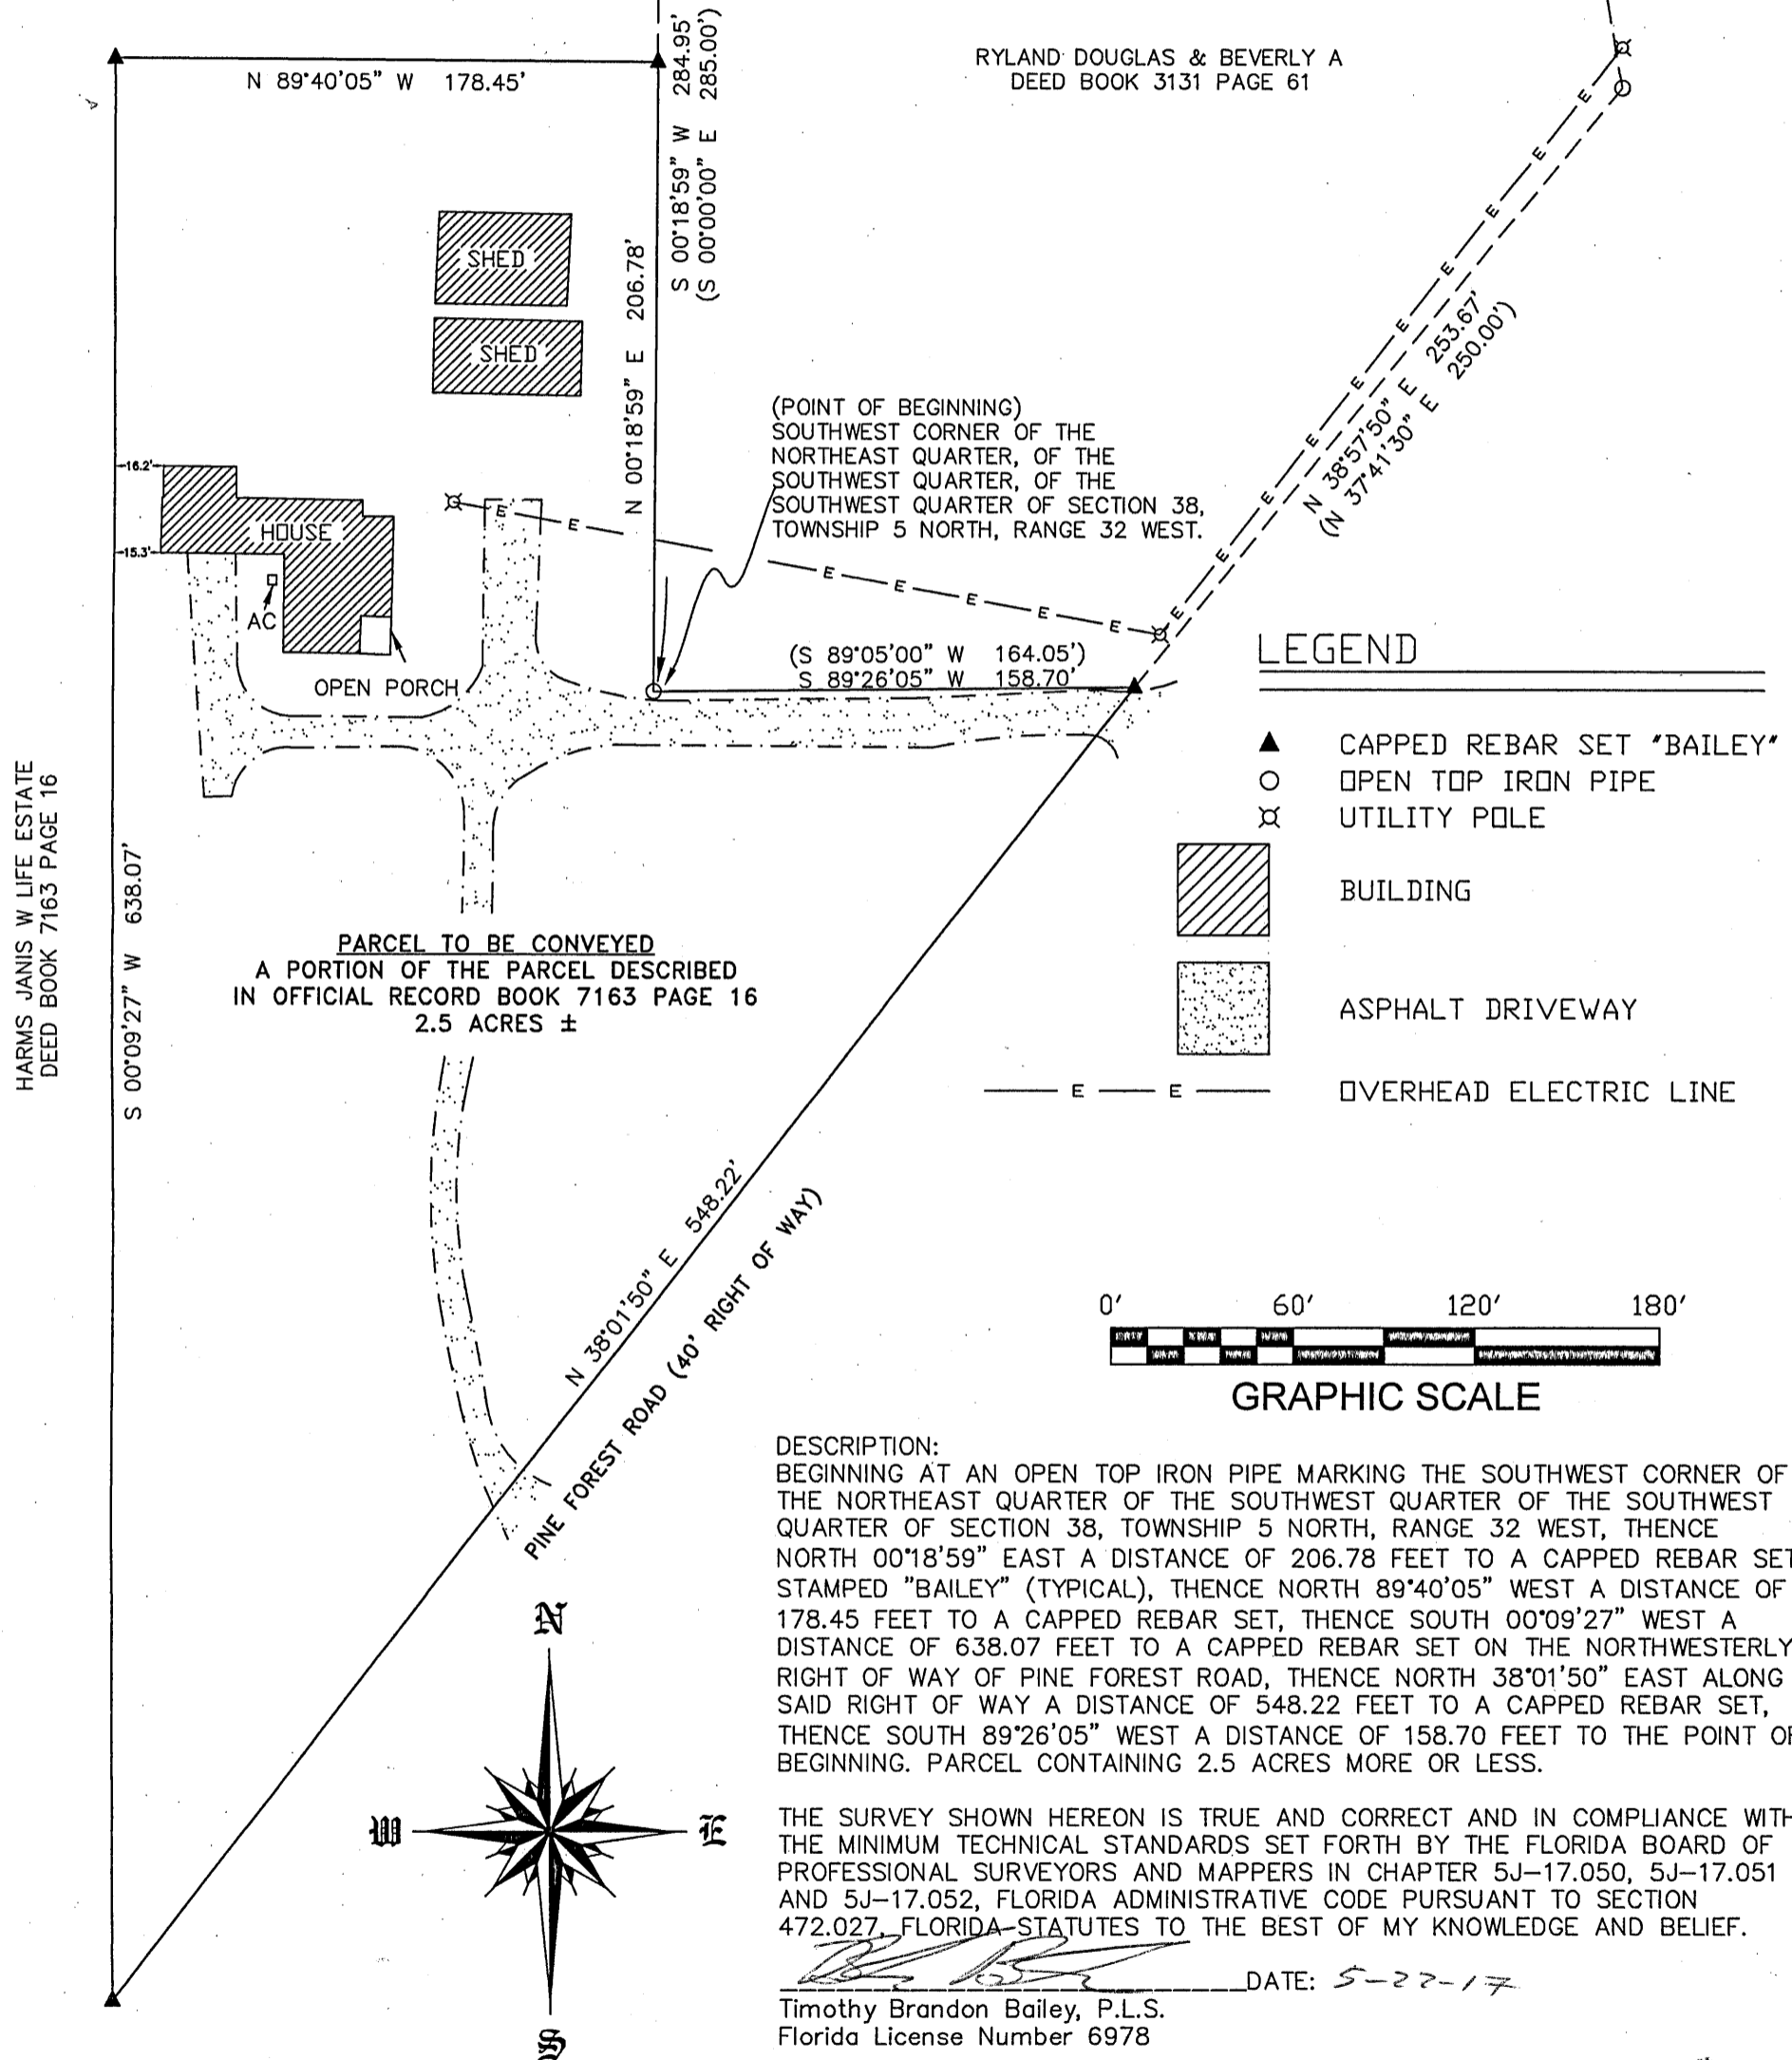 N 89°40'05" W 178.45'
S 00°18'59" W 284.95'
(S 00°00'00" E 285.00')
RYLAND DOUGLAS & BEVERLY A
DEED BOOK 3131 PAGE 61
SHED
SHED
N 00°18'59" E 206.78'
N 38°57'50" E 253.67'
(N 37°41'30" E 250.00')
(POINT OF BEGINNING)
SOUTHWEST CORNER OF THE
NORTHEAST QUARTER, OF THE
SOUTHWEST QUARTER, OF THE
SOUTHWEST QUARTER OF SECTION 38,
TOWNSHIP 5 NORTH, RANGE 32 WEST.
16.2'
HOUSE
15.3'
AC
OPEN PORCH
E E E E E E E
E E E E E E E E E E
(S 89°05'00" W 164.05')
S 89°26'05" W 158.70'
LEGEND
CAPPED REBAR SET "BAILEY"
OPEN TOP IRON PIPE
UTILITY POLE
BUILDING
ASPHALT DRIVEWAY
E E OVERHEAD ELECTRIC LINE
HARMS JANIS W LIFE ESTATE
DEED BOOK 7163 PAGE 16
S 00°09'27" W 638.07'
PARCEL TO BE CONVEYED
A PORTION OF THE PARCEL DESCRIBED
IN OFFICIAL RECORD BOOK 7163 PAGE 16
2.5 ACRES ±
N 38°01'50" E 548.22'
PINE FOREST ROAD (40' RIGHT OF WAY)
0' 60' 120' 180'
GRAPHIC SCALE
DESCRIPTION:
BEGINNING AT AN OPEN TOP IRON PIPE MARKING THE SOUTHWEST CORNER OF
THE NORTHEAST QUARTER OF THE SOUTHWEST QUARTER OF THE SOUTHWEST
QUARTER OF SECTION 38, TOWNSHIP 5 NORTH, RANGE 32 WEST, THENCE
NORTH 00°18'59" EAST A DISTANCE OF 206.78 FEET TO A CAPPED REBAR SET
STAMPED "BAILEY" (TYPICAL), THENCE NORTH 89°40'05" WEST A DISTANCE OF
178.45 FEET TO A CAPPED REBAR SET, THENCE SOUTH 00°09'27" WEST A
DISTANCE OF 638.07 FEET TO A CAPPED REBAR SET ON THE NORTHWESTERLY
RIGHT OF WAY OF PINE FOREST ROAD, THENCE NORTH 38°01'50" EAST ALONG
SAID RIGHT OF WAY A DISTANCE OF 548.22 FEET TO A CAPPED REBAR SET,
THENCE SOUTH 89°26'05" WEST A DISTANCE OF 158.70 FEET TO THE POINT OF
BEGINNING. PARCEL CONTAINING 2.5 ACRES MORE OR LESS.
THE SURVEY SHOWN HEREON IS TRUE AND CORRECT AND IN COMPLIANCE WITH
THE MINIMUM TECHNICAL STANDARDS SET FORTH BY THE FLORIDA BOARD OF
PROFESSIONAL SURVEYORS AND MAPPERS IN CHAPTER 5J-17.050, 5J-17.051
AND 5J-17.052, FLORIDA ADMINISTRATIVE CODE PURSUANT TO SECTION
472.027, FLORIDA STATUTES TO THE BEST OF MY KNOWLEDGE AND BELIEF.
DATE: 5-22-17
Timothy Brandon Bailey, P.L.S.
Florida License Number 6978
N
W E
S